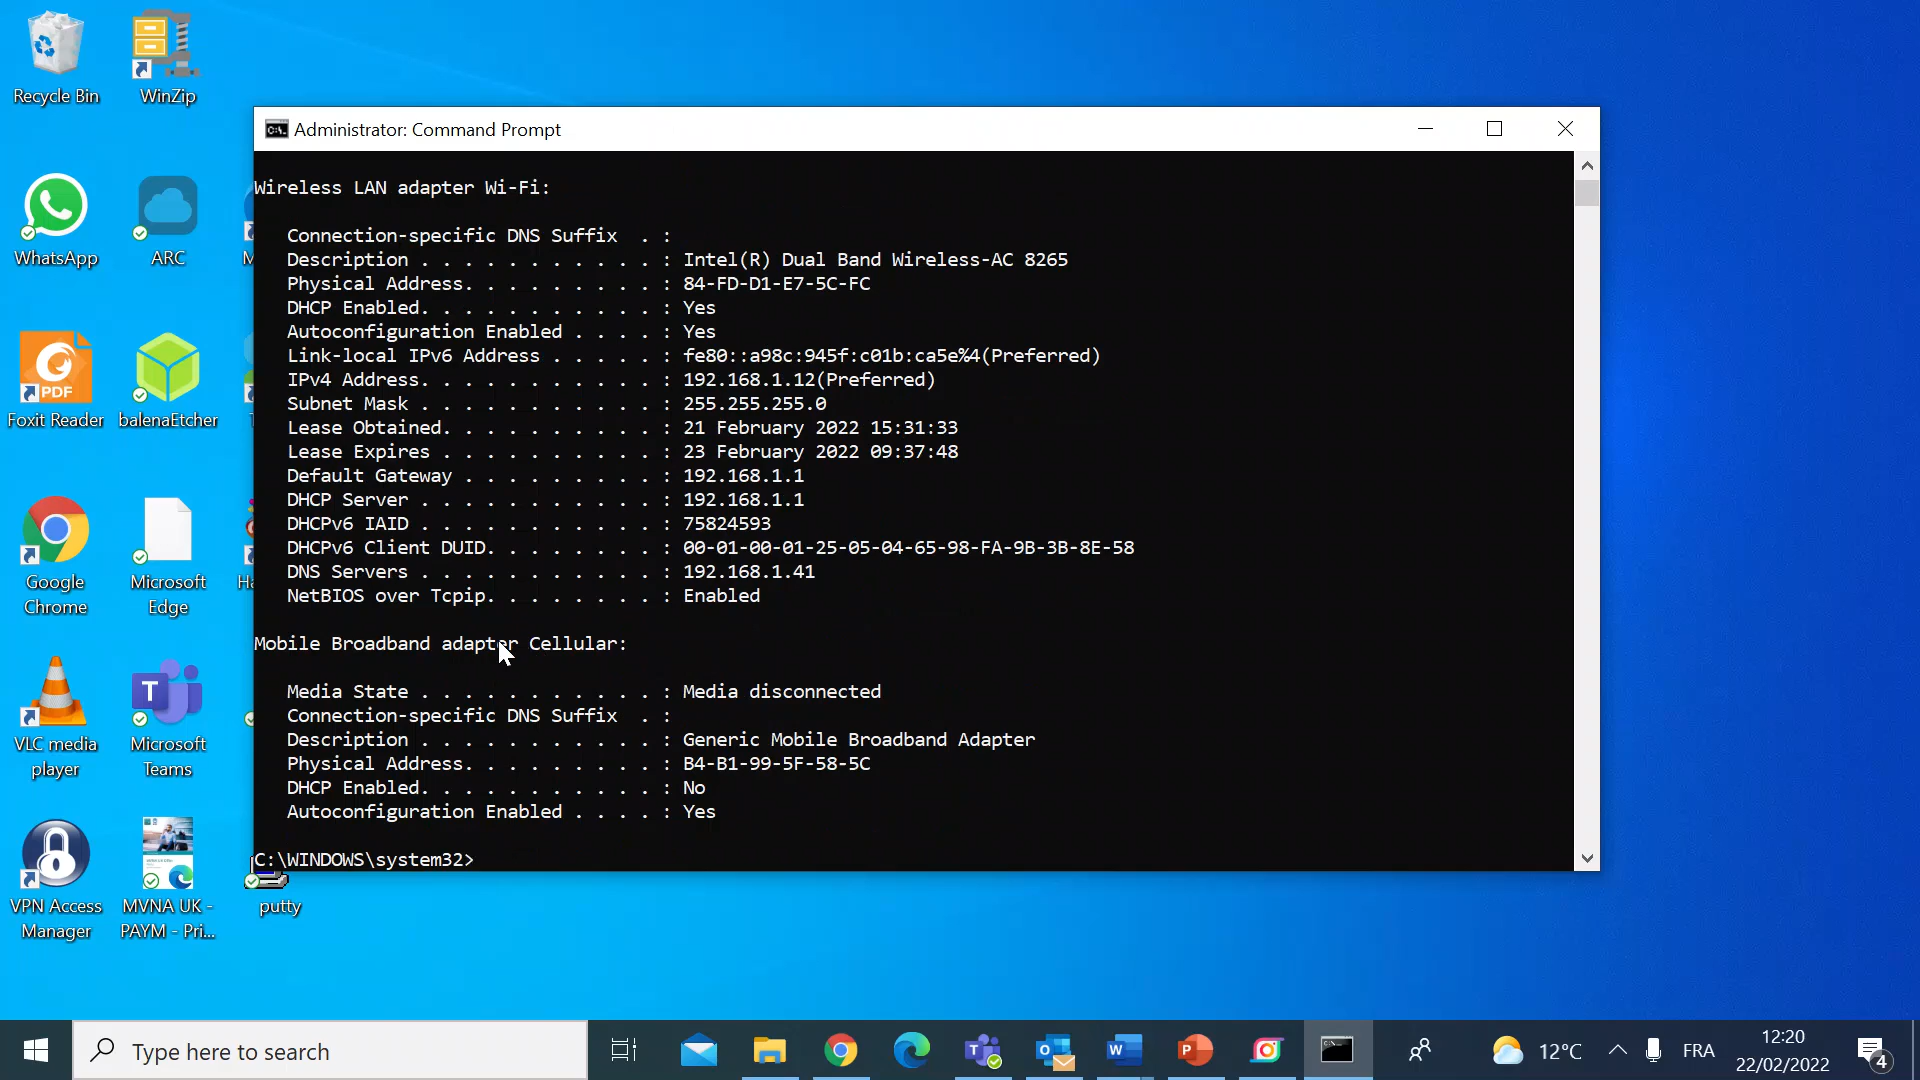 Recycle Bin
WinZip
WhatsApp
ARC
PDF
Foxit Reader
balenaEtcher
Google
Chrome
Microsoft
Edge
VLC media
player
Microsoft
Teams
VPN Access
Manager
MVNA UK -
PAYM - Pri...
putty
Administrator: Command Prompt
Wireless LAN adapter Wi-Fi:
Connection-specific DNS Suffix . :
Description . . . . . . . . . . . : Intel(R) Dual Band Wireless-AC 8265
Physical Address. . . . . . . . . : 84-FD-D1-E7-5C-FC
DHCP Enabled. . . . . . . . . . . : Yes
Autoconfiguration Enabled . . . . : Yes
Link-local IPv6 Address . . . . . : fe80::a98c:945f:c01b:ca5e%4(Preferred)
IPv4 Address. . . . . . . . . . . : 192.168.1.12(Preferred)
Subnet Mask . . . . . . . . . . . : 255.255.255.0
Lease Obtained. . . . . . . . . . : 21 February 2022 15:31:33
Lease Expires . . . . . . . . . . : 23 February 2022 09:37:48
Default Gateway . . . . . . . . . : 192.168.1.1
DHCP Server . . . . . . . . . . . : 192.168.1.1
DHCPv6 IAID . . . . . . . . . . . : 75824593
DHCPv6 Client DUID. . . . . . . . : 00-01-00-01-25-05-04-65-98-FA-9B-3B-8E-58
DNS Servers . . . . . . . . . . . : 192.168.1.41
NetBIOS over Tcpip. . . . . . . . : Enabled
Mobile Broadband adapter Cellular:
Media State . . . . . . . . . . . : Media disconnected
Connection-specific DNS Suffix . :
Description . . . . . . . . . . . : Generic Mobile Broadband Adapter
Physical Address. . . . . . . . . : B4-B1-99-5F-58-5C
DHCP Enabled. . . . . . . . . . . : No
Autoconfiguration Enabled . . . . : Yes
C:\WINDOWS\system32>
Type here to search
12°C
FRA
12:20
22/02/2022
4